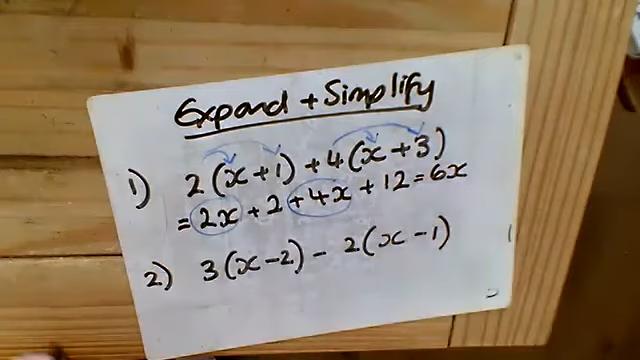 Expand + Simplify
1) 2(x+1) + 4(x+3)
= 2x + 2 + 4x + 12 = 6x
2) 3(x-2) - 2(x-1)